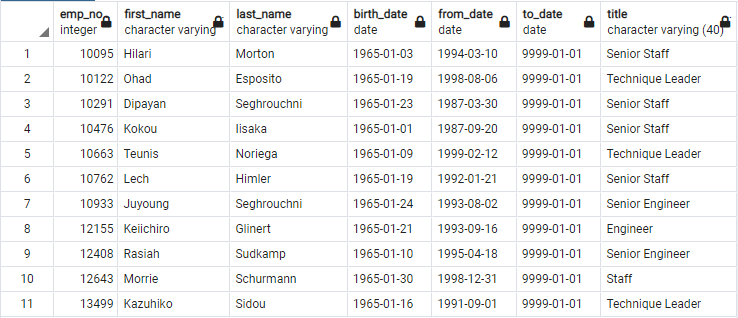 emp_no first_name last_name birth_date from_date to_date title
integer character varying character varying date date date character varying (40)
1 10095 Hilari Morton 1965-01-03 1994-03-10 9999-01-01 Senior Staff
2 10122 Ohad Esposito 1965-01-19 1998-08-06 9999-01-01 Technique Leader
3 10291 Dipayan Seghrouchni 1965-01-23 1987-03-30 9999-01-01 Senior Staff
4 10476 Kokou Iisaka 1965-01-01 1987-09-20 9999-01-01 Senior Staff
5 10663 Teunis Noriega 1965-01-09 1999-02-12 9999-01-01 Technique Leader
6 10762 Lech Himler 1965-01-19 1992-01-21 9999-01-01 Senior Staff
7 10933 Juyoung Seghrouchni 1965-01-24 1993-08-02 9999-01-01 Senior Engineer
8 12155 Keiichiro Glinert 1965-01-21 1993-09-16 9999-01-01 Engineer
9 12408 Rasiah Sudkamp 1965-01-10 1995-04-18 9999-01-01 Senior Engineer
10 12643 Morrie Schurmann 1965-01-30 1998-12-31 9999-01-01 Staff
11 13499 Kazuhiko Sidou 1965-01-16 1991-09-01 9999-01-01 Technique Leader